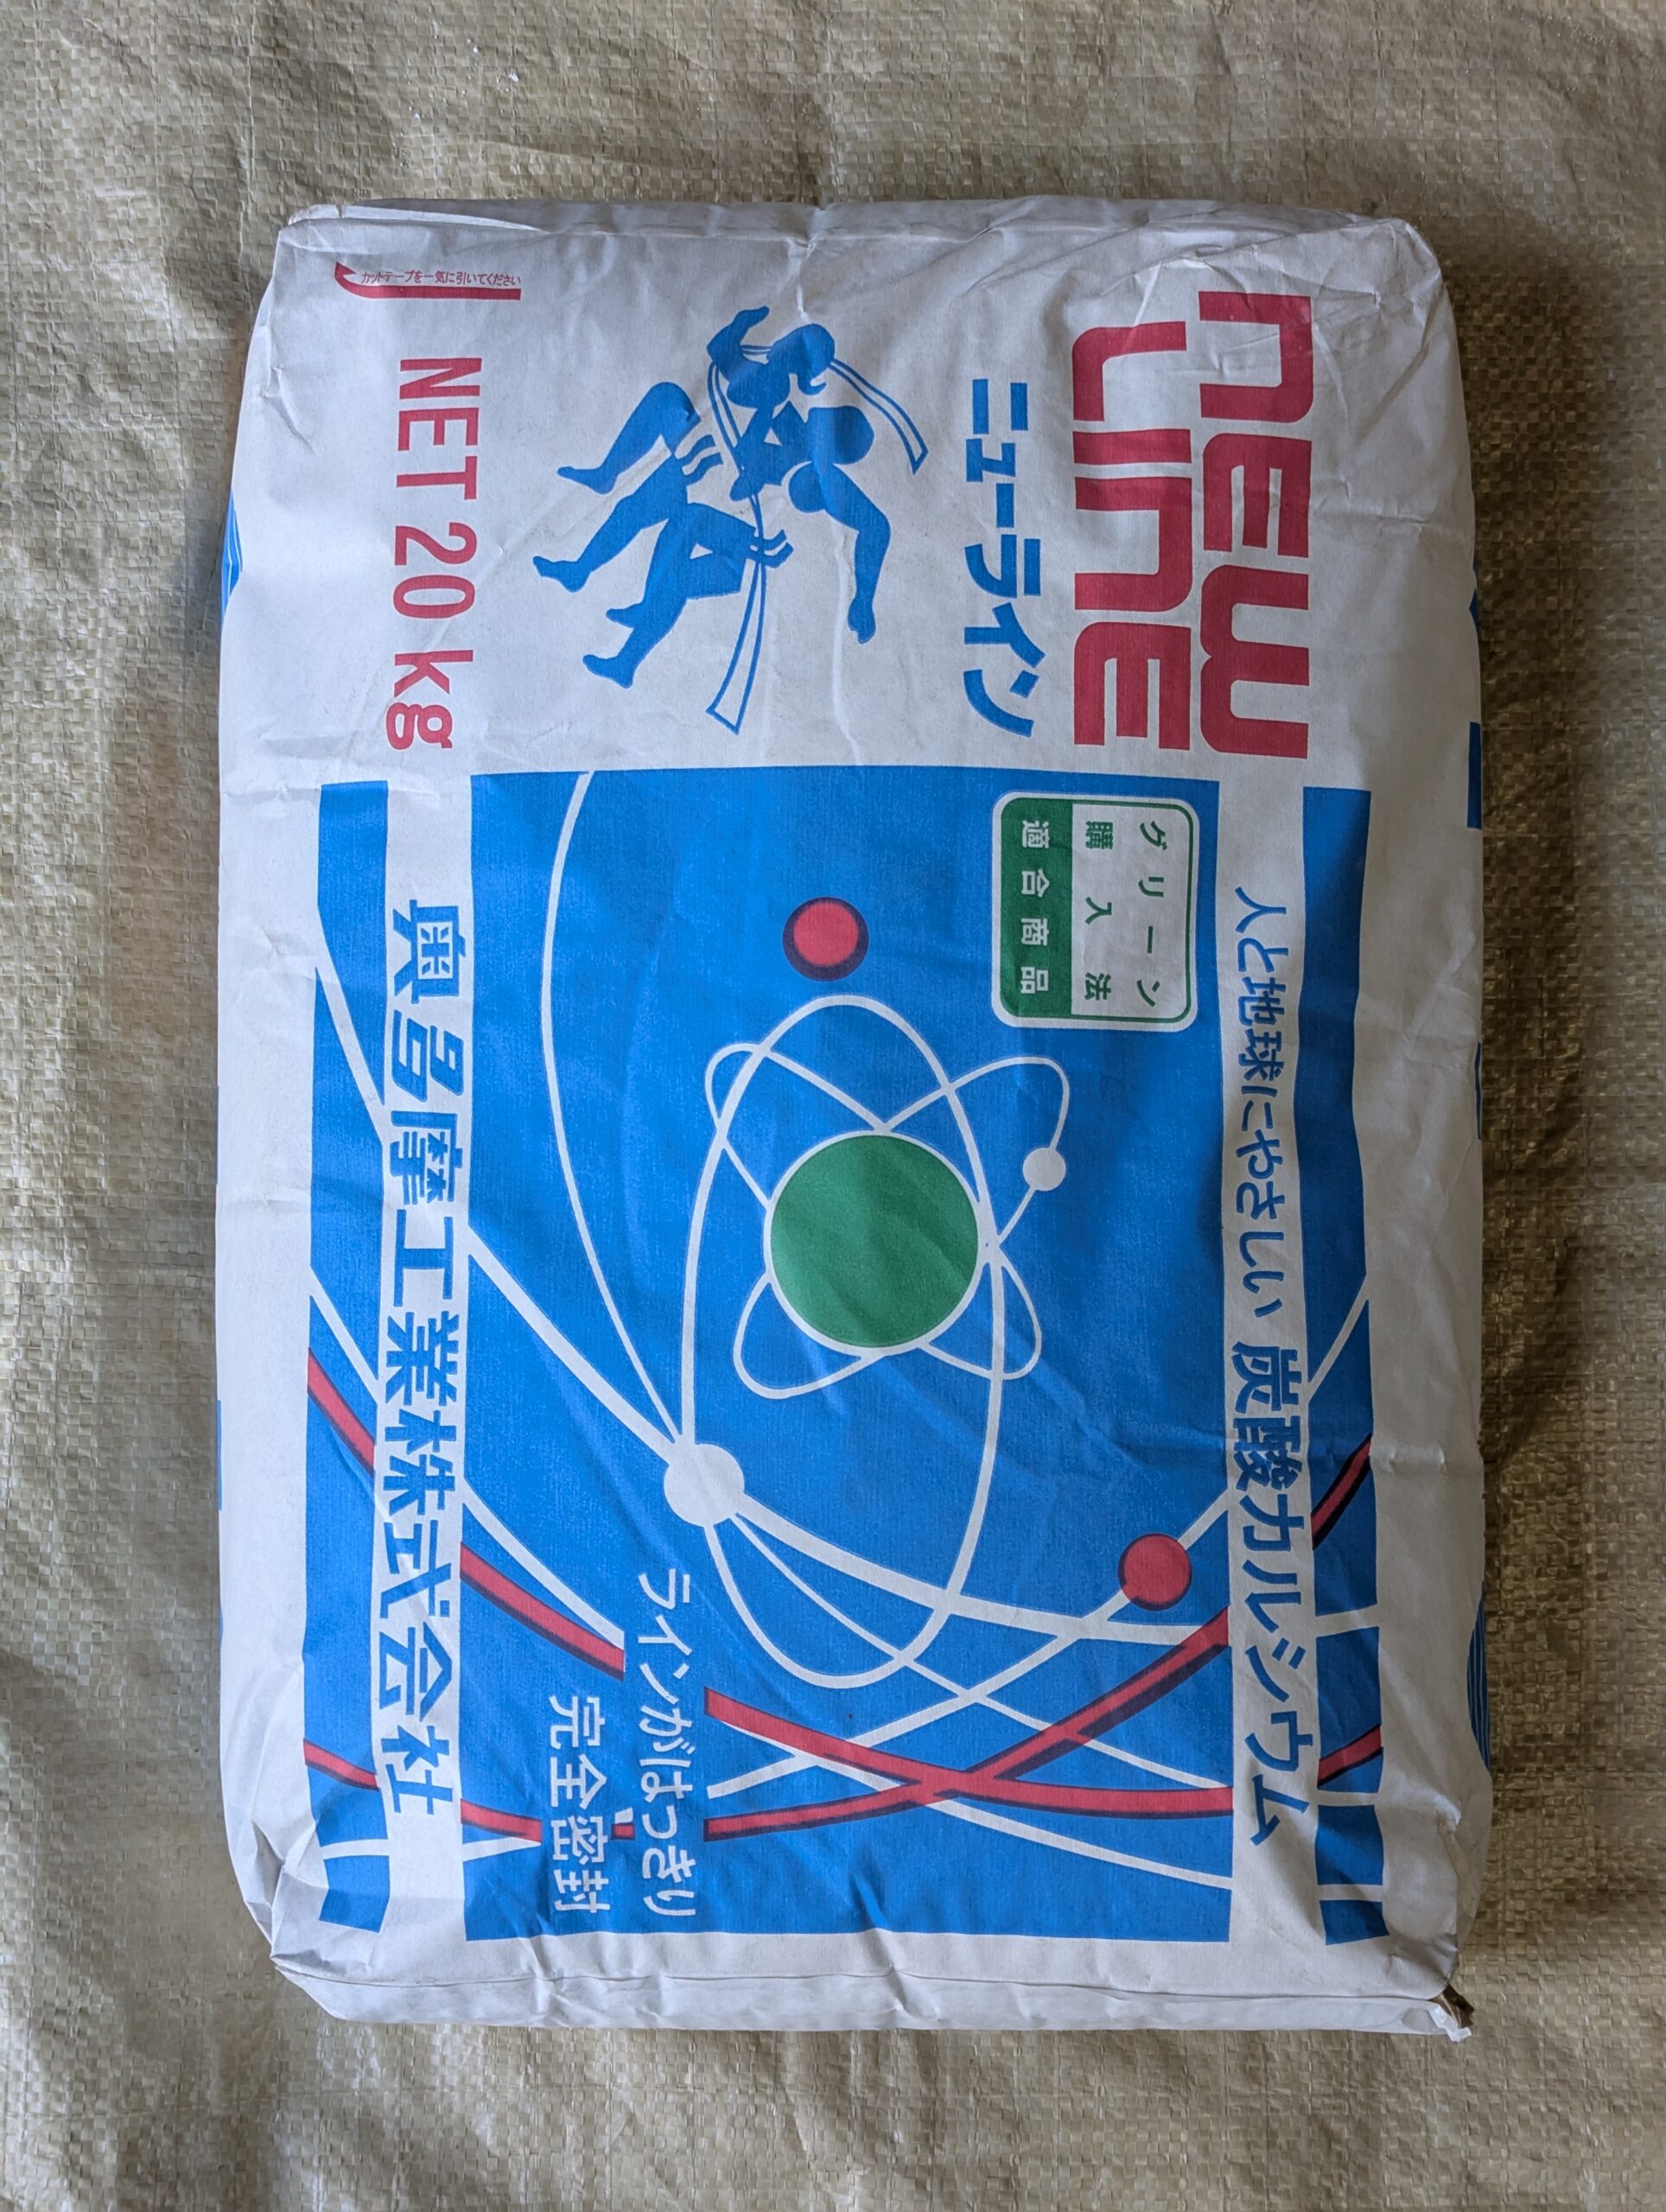 new
LINE
ニューライン
NET 20 kg
カットテープを一気に引いてください
人と地球にやさしい 炭酸カルシウム
グリーン
購入法
適合商品
ラインがはっきり
完全密封
奥多摩工業株式会社